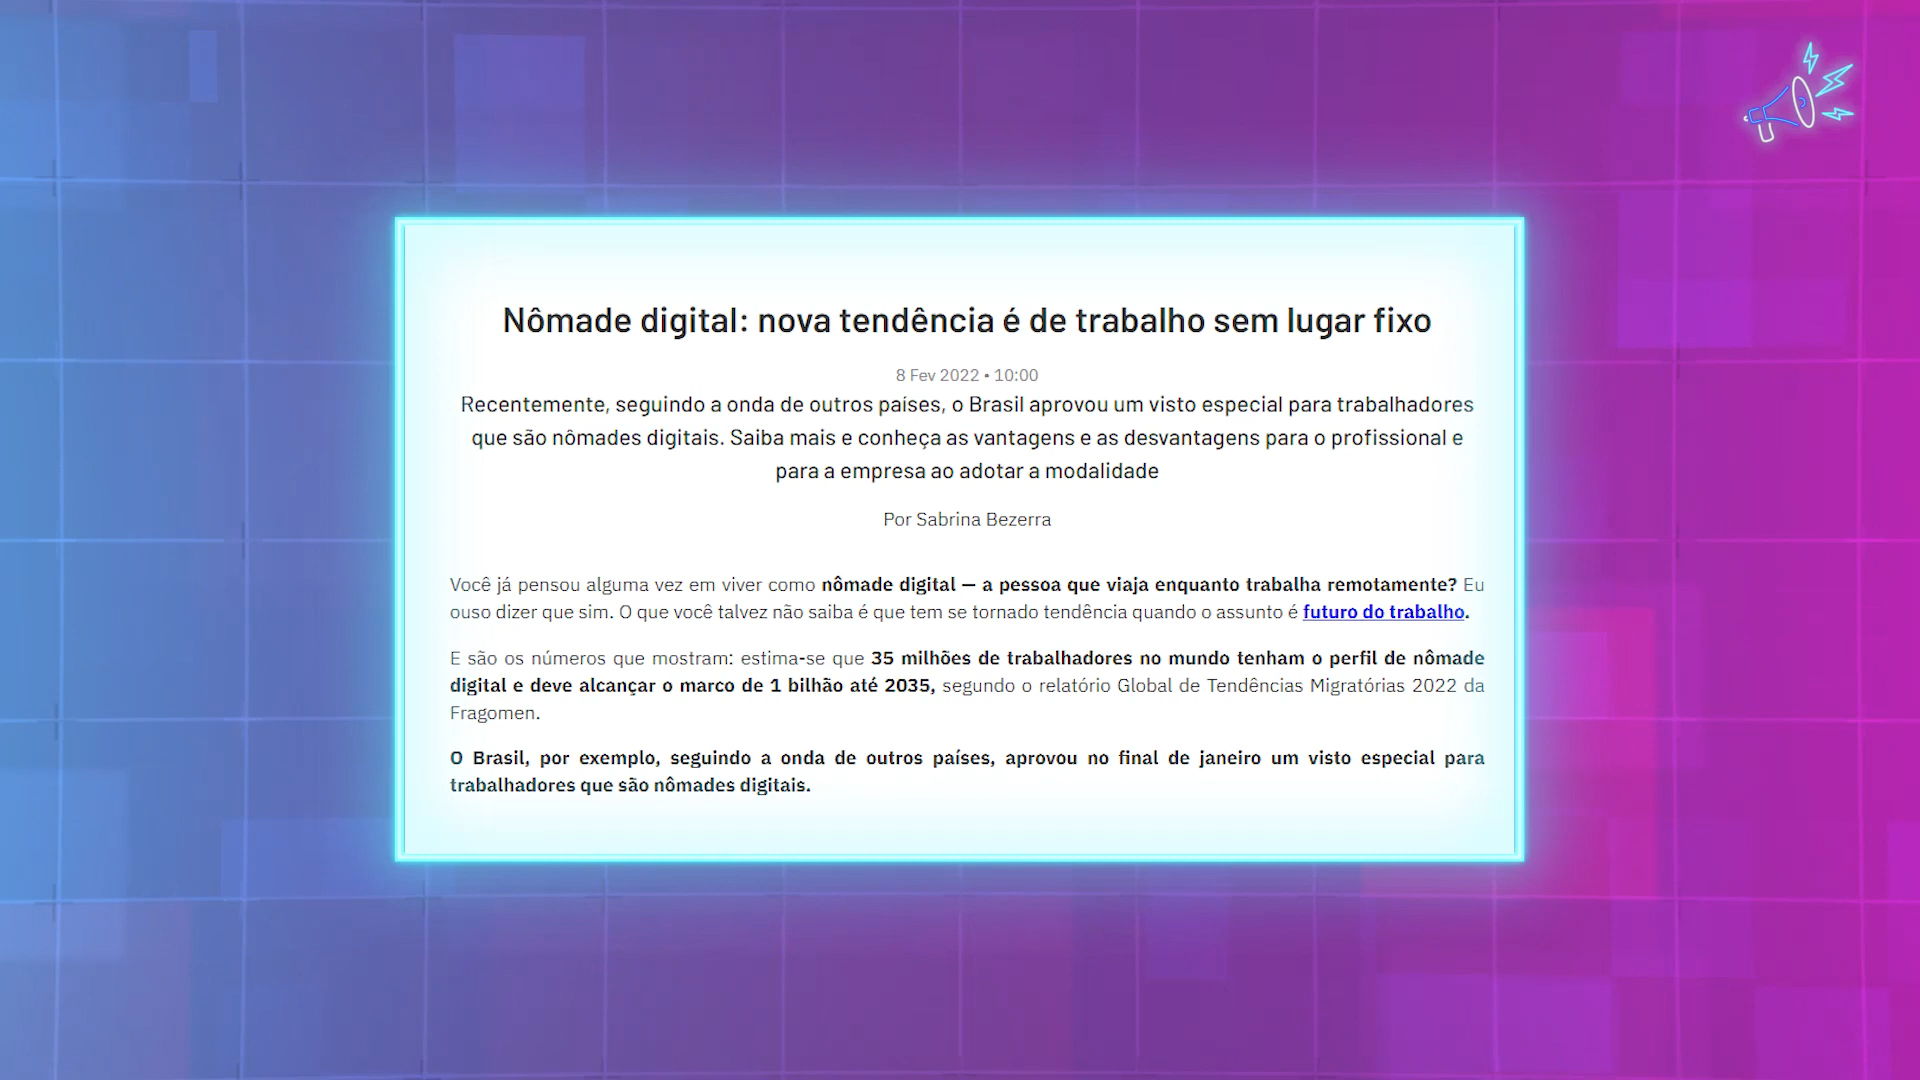 Nômade digital: nova tendência é de trabalho sem lugar fixo
8 Fev 2022 • 10:00
Recentemente, seguindo a onda de outros países, o Brasil aprovou um visto especial para trabalhadores
que são nômades digitais. Saiba mais e conheça as vantagens e as desvantagens para o profissional e
para a empresa ao adotar a modalidade
Por Sabrina Bezerra
Você já pensou alguma vez em viver como nômade digital — a pessoa que viaja enquanto trabalha remotamente? Eu
ouso dizer que sim. O que você talvez não saiba é que tem se tornado tendência quando o assunto é futuro do trabalho.
E são os números que mostram: estima-se que 35 milhões de trabalhadores no mundo tenham o perfil de nômade
digital e deve alcançar o marco de 1 bilhão até 2035, segundo o relatório Global de Tendências Migratórias 2022 da
Fragomen.
O Brasil, por exemplo, seguindo a onda de outros países, aprovou no final de janeiro um visto especial para
trabalhadores que são nômades digitais.